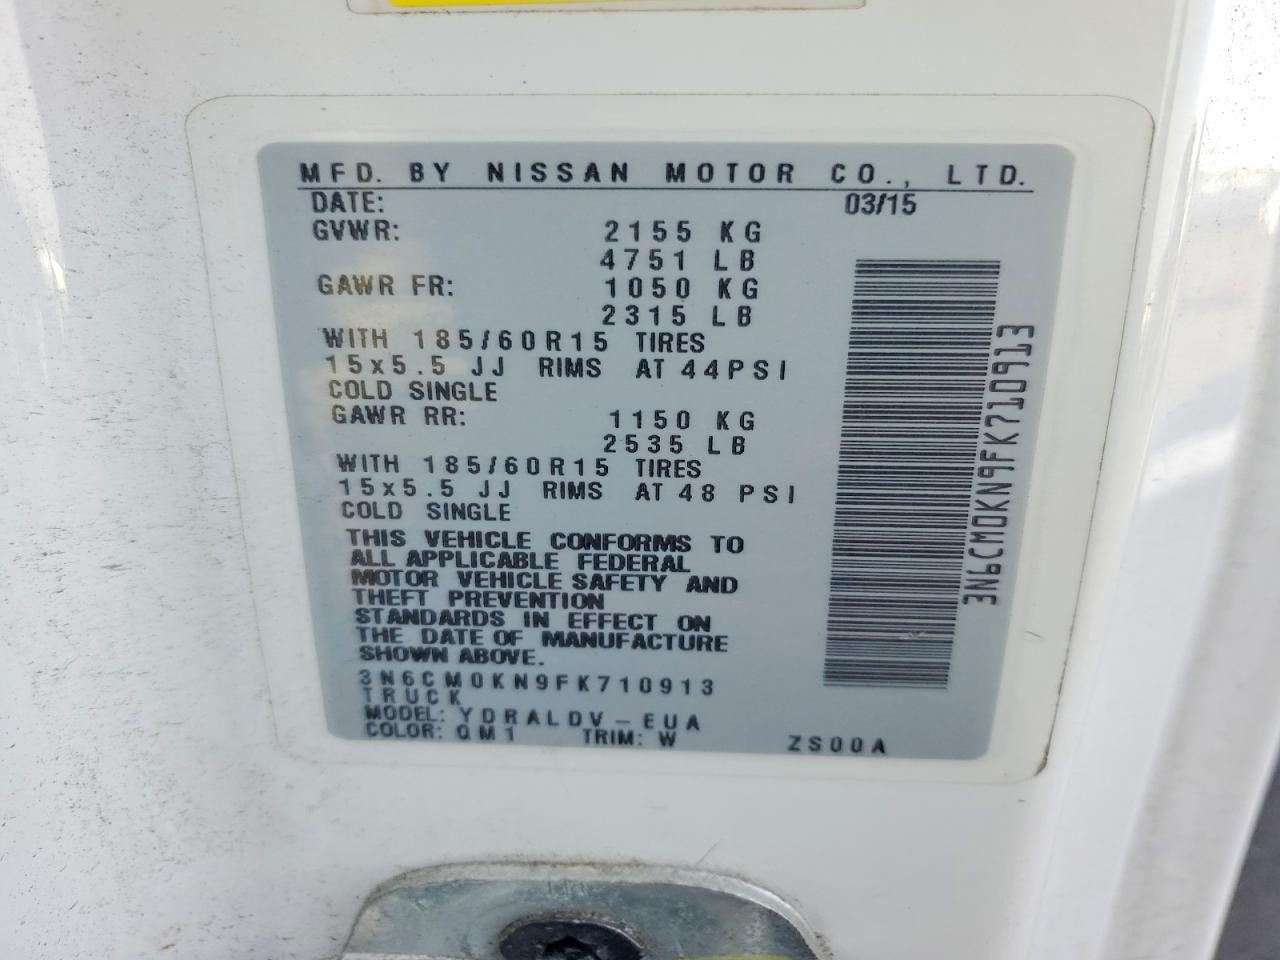 MFD. BY NISSAN MOTOR CO., LTD.
DATE: 03/15
GVWR: 2155 KG
4751 LB
GAWR FR: 1050 KG
2315 LB
WITH 185/60R15 TIRES
15x5.5 JJ RIMS AT 44PSI
COLD SINGLE
GAWR RR: 1150 KG
2535 LB
WITH 185/60R15 TIRES
15x5.5 JJ RIMS AT 48 PSI
COLD SINGLE
THIS VEHICLE CONFORMS TO
ALL APPLICABLE FEDERAL
MOTOR VEHICLE SAFETY AND
THEFT PREVENTION
STANDARDS IN EFFECT ON
THE DATE OF MANUFACTURE
SHOWN ABOVE.
3N6CM0KN9FK710913
TRUCK
MODEL: YDRALDV-EUA
COLOR: QM1 TRIM: W ZS00A
3N6CM0KN9FK710913